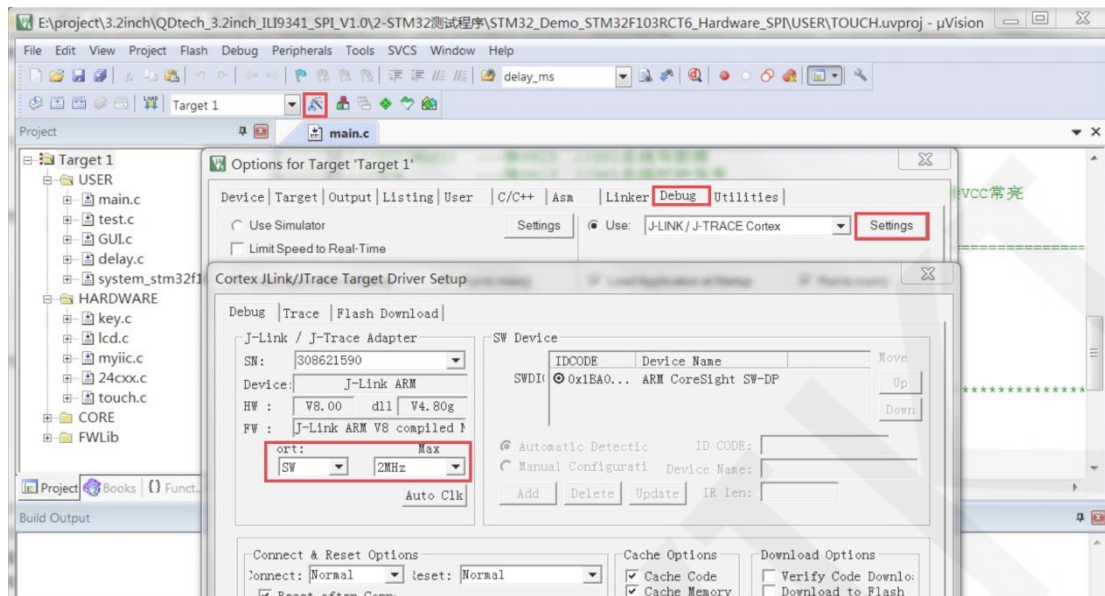 E:\project\3.2inch\QDtech_3.2inch_ILI9341_SPI_V1.0\2-STM32测试程序\STM32_Demo_STM32F103RCT6_Hardware_SPI\USER\TOUCH.uvproj - µVision
File Edit View Project Flash Debug Peripherals Tools SVCS Window Help
delay_ms
LOAD Target 1
Project main.c
Target 1
USER
main.c
test.c
GUI.c
delay.c
system_stm32f1
HARDWARE
key.c
lcd.c
myiic.c
24cxx.c
touch.c
CORE
FWLib
Project Books Funct...
Build Output
VCC常亮
Options for Target 'Target 1'
Device Target Output Listing User C/C++ Asm Linker Debug Utilities
Use Simulator Settings Use: J-LINK / J-TRACE Cortex Settings
Limit Speed to Real-Time
Cortex JLink/JTrace Target Driver Setup
Debug Trace Flash Download
J-Link / J-Trace Adapter
SN: 308621590
Device: J-Link ARM
HW : V8.00 dll V4.80g
FW : J-Link ARM V8 compiled
ort: Max
SW 2MHz
Auto Clk
SW Device
IDCODE Device Name Move
SWDI 0x1BA0... ARM CoreSight SW-DP Up
Down
Automatic Detectic ID CODE:
Manual Configurati Device Name:
Add Delete Update IR len:
Connect & Reset Options
Connect: Normal Reset: Normal
Reset after Conn
Cache Options
Cache Code
Cache Memory
Download Options
Verify Code Downlo
Download to Flash